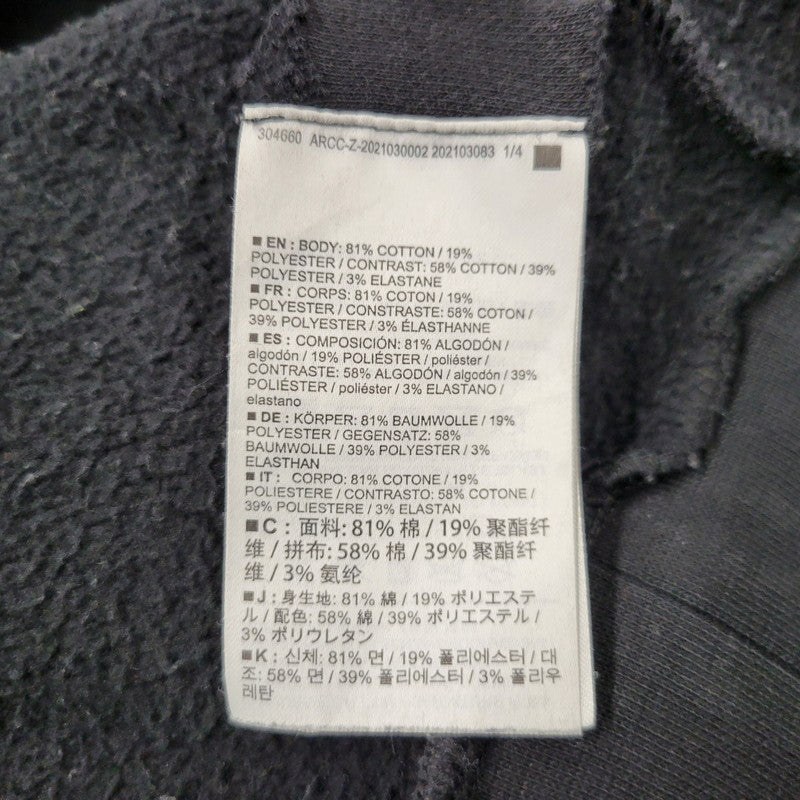 304660 ARCC-Z-2021030002 202103083 1/4
■ EN : BODY: 81% COTTON / 19%
POLYESTER / CONTRAST: 58% COTTON / 39%
POLYESTER / 3% ELASTANE
■ FR : CORPS: 81% COTON / 19%
POLYESTER / CONSTRASTE: 58% COTON /
39% POLYESTER / 3% ÉLASTHANNE
■ ES : COMPOSICIÓN: 81% ALGODÓN /
algodón / 19% POLIÉSTER / poliéster /
CONTRASTE: 58% ALGODÓN / algodón / 39%
POLIÉSTER / poliéster / 3% ELASTANO /
elastano
■ DE : KÖRPER: 81% BAUMWOLLE / 19%
POLYESTER / GEGENSATZ: 58%
BAUMWOLLE / 39% POLYESTER / 3%
ELASTHAN
■ IT : CORPO: 81% COTONE / 19%
POLIESTERE / CONTRASTO: 58% COTONE /
39% POLIESTERE / 3% ELASTAN
■ C : 面料: 81% 棉 / 19% 聚酯纤
维 / 拼布: 58% 棉 / 39% 聚酯纤
维 / 3% 氨纶
■ J : 身生地: 81% 綿 / 19% ポリエステ
ル / 配色: 58% 綿 / 39% ポリエステル /
3% ポリウレタン
■ K : 신체: 81% 면 / 19% 폴리에스터 / 대
조: 58% 면 / 39% 폴리에스터 / 3% 폴리우
레탄